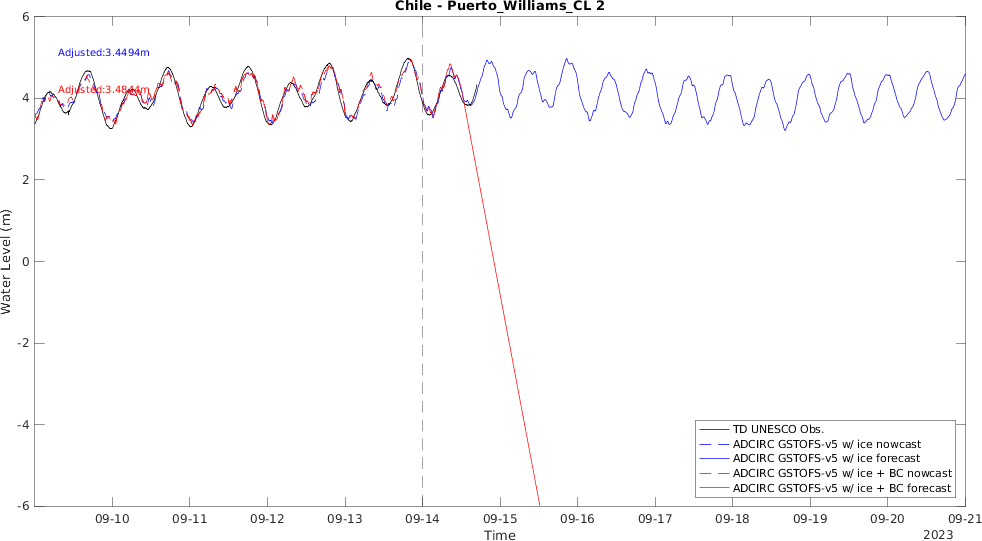 Chile - Puerto_Williams_CL 2
Adjusted:3.4494m
Adjusted:3.4844m
Water Level (m)
6
4
2
0
-2
-4
-6
09-10 09-11 09-12 09-13 09-14 09-15 09-16 09-17 09-18 09-19 09-20 09-21
Time
2023
TD UNESCO Obs.
ADCIRC GSTOFS-v5 w/ ice nowcast
ADCIRC GSTOFS-v5 w/ ice forecast
ADCIRC GSTOFS-v5 w/ ice + BC nowcast
ADCIRC GSTOFS-v5 w/ ice + BC forecast